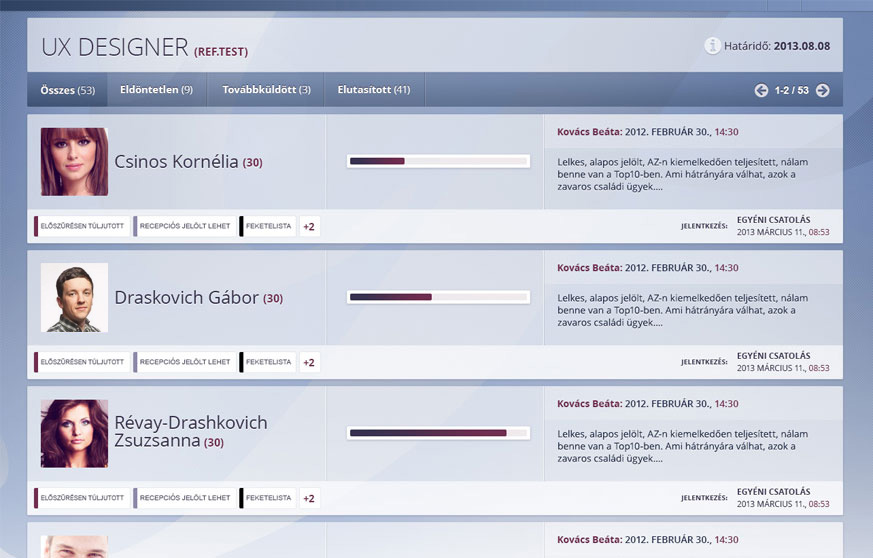 UX DESIGNER (REF.TEST)
Határidő: 2013.08.08
Összes (53)
Eldöntetlen (9)
Továbbküldött (3)
Elutasított (41)
1-2 / 53
Csinos Kornélia (30)
Kovács Beáta: 2012. FEBRUÁR 30., 14:30
Lelkes, alapos jelölt, AZ-n kiemelkedően teljesített, nálam
benne van a Top10-ben. Ami hátrányára válhat, azok a
zavaros családi ügyek....
ELŐSZŰRÉSEN TÚLJUTOTT
RECEPCIÓS JELÖLT LEHET
FEKETELISTA
+2
JELENTKEZÉS:
EGYÉNI CSATOLÁS
2013 MÁRCIUS 11., 08:53
Draskovich Gábor (30)
Kovács Beáta: 2012. FEBRUÁR 30., 14:30
Lelkes, alapos jelölt, AZ-n kiemelkedően teljesített, nálam
benne van a Top10-ben. Ami hátrányára válhat, azok a
zavaros családi ügyek....
ELŐSZŰRÉSEN TÚLJUTOTT
RECEPCIÓS JELÖLT LEHET
FEKETELISTA
+2
JELENTKEZÉS:
EGYÉNI CSATOLÁS
2013 MÁRCIUS 11., 08:53
Révay-Drashkovich
Zsuzsanna (30)
Kovács Beáta: 2012. FEBRUÁR 30., 14:30
Lelkes, alapos jelölt, AZ-n kiemelkedően teljesített, nálam
benne van a Top10-ben. Ami hátrányára válhat, azok a
zavaros családi ügyek....
ELŐSZŰRÉSEN TÚLJUTOTT
RECEPCIÓS JELÖLT LEHET
FEKETELISTA
+2
JELENTKEZÉS:
EGYÉNI CSATOLÁS
2013 MÁRCIUS 11., 08:53
Kovács Beáta: 2012. FEBRUÁR 30., 14:30